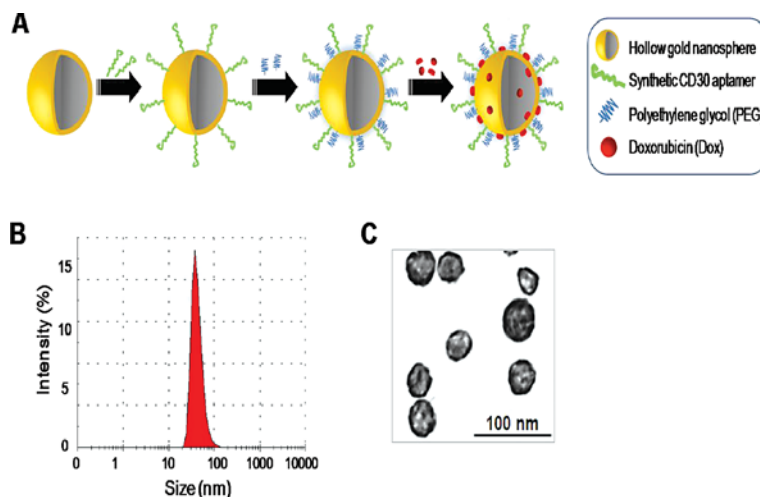 A
Hollow gold nanosphere
Synthetic CD30 aptamer
Polyethylene glycol (PEG
Doxorubicin (Dox)
B
Intensity (%)
15
10
5
0
0 1 10 100 1000 10000
Size (nm)
C
100 nm